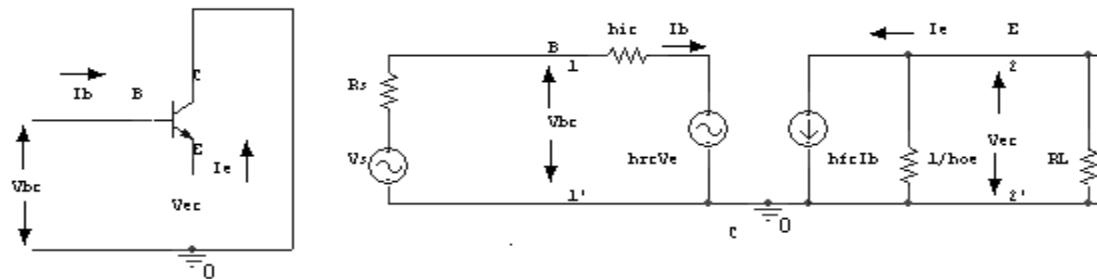 C
Ib B
E
Ie
Vbc
Vec
0
hic Ib Ie E
B
1 2
Rs
Vbc Vec
Vs hrcVe hfcIb 1/hoe RL
1' 2'
0
C